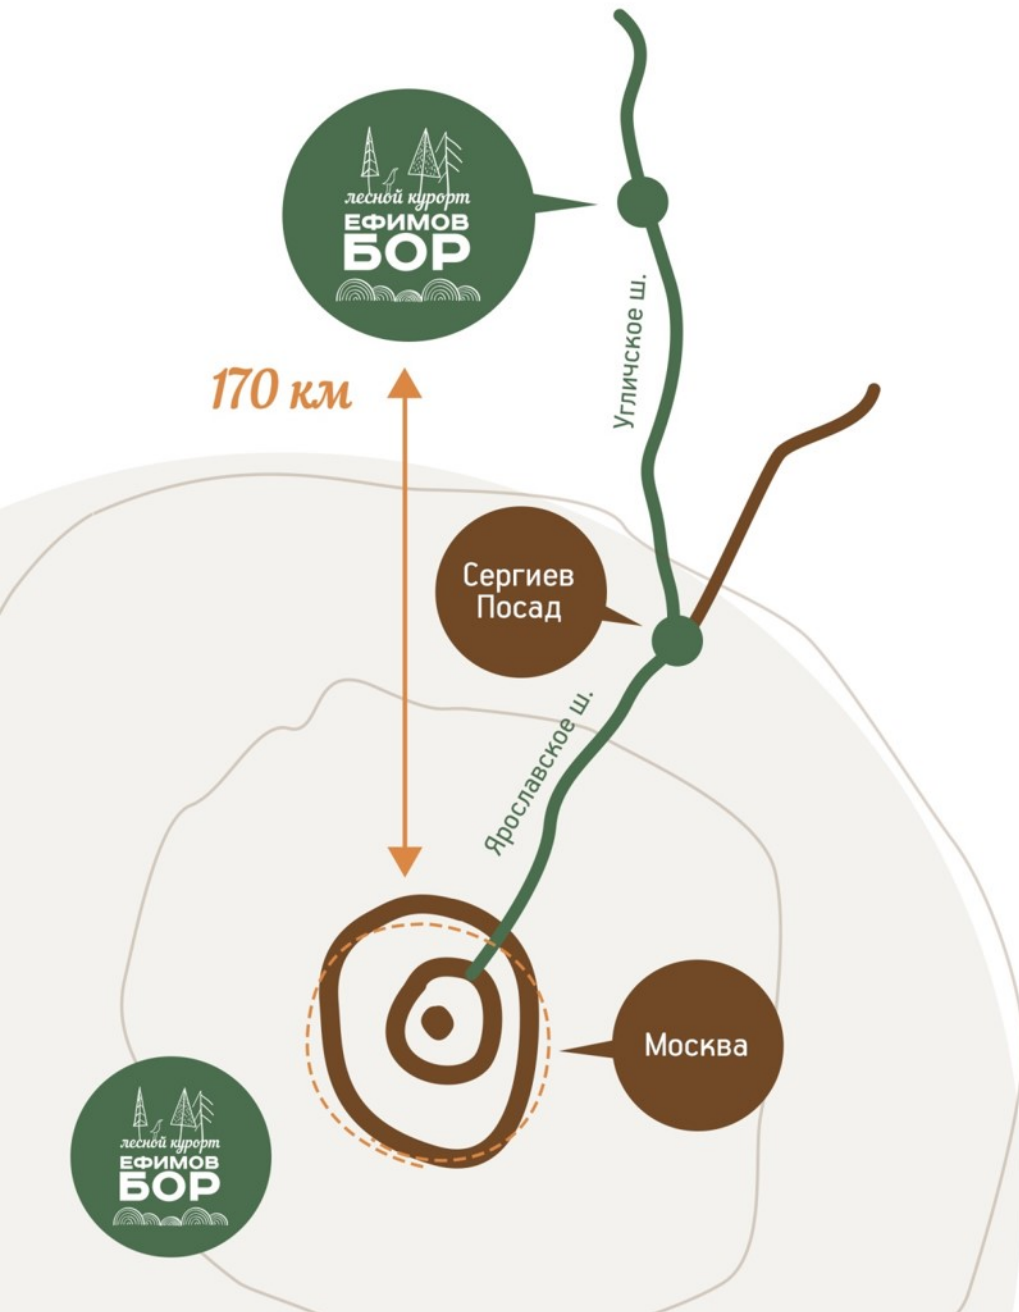 лесной курорт
ЕФИМОВ
БОР
170 км
Угличское ш.
Сергиев
Посад
Ярославское ш.
Москва
лесной курорт
ЕФИМОВ
БОР